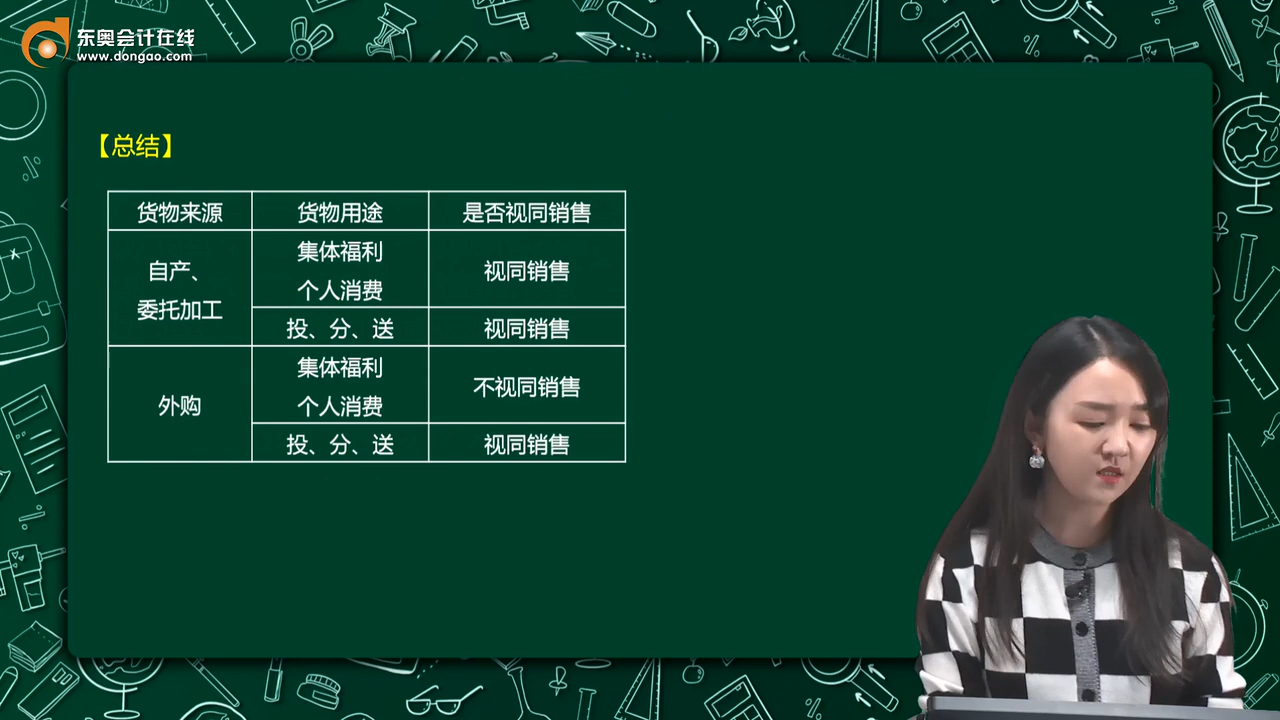 东奥会计在线
www.dongao.com
【总结】
货物来源 货物用途 是否视同销售
自产、
委托加工
集体福利
个人消费
视同销售
投、分、送 视同销售
外购
集体福利
个人消费
不视同销售
投、分、送 视同销售